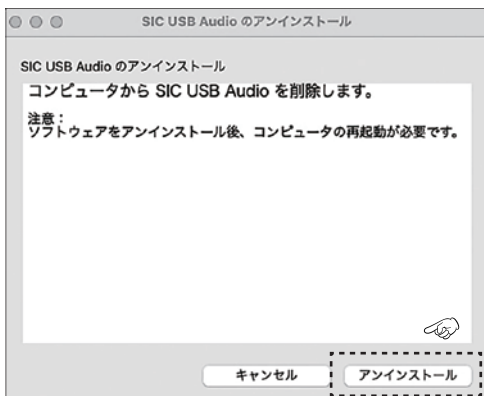 SIC USB Audio のアンインストール
SIC USB Audio のアンインストール
コンピュータから SIC USB Audio を削除します。
注意：
ソフトウェアをアンインストール後、コンピュータの再起動が必要です。
キャンセル
アンインストール